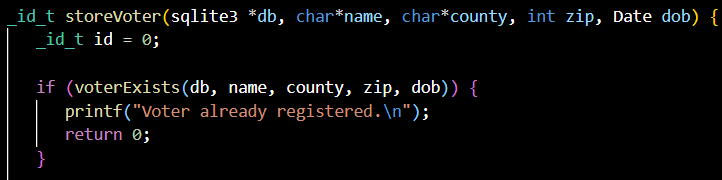 _id_t storeVoter(sqlite3 *db, char*name, char*county, int zip, Date dob) {
_id_t id = 0;
if (voterExists(db, name, county, zip, dob)) {
printf("Voter already registered.\n");
return 0;
}